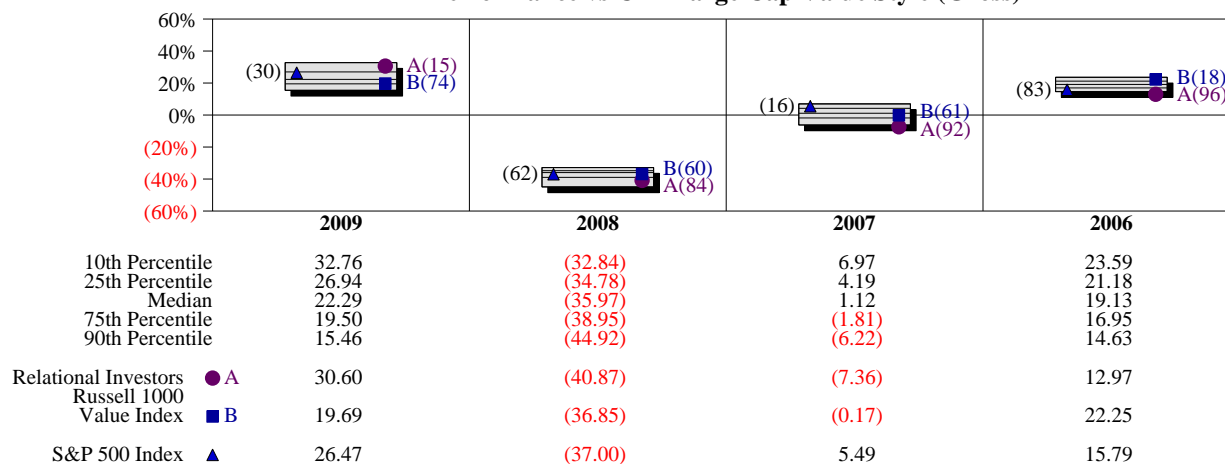 60%
40%
20%
0%
(20%)
(40%)
(60%)
(30)
A(15)
B(74)
(62)
B(60)
A(84)
(16)
B(61)
A(92)
(83)
B(18)
A(96)
2009 2008 2007 2006
10th Percentile 32.76 (32.84) 6.97 23.59
25th Percentile 26.94 (34.78) 4.19 21.18
Median 22.29 (35.97) 1.12 19.13
75th Percentile 19.50 (38.95) (1.81) 16.95
90th Percentile 15.46 (44.92) (6.22) 14.63
Relational Investors A 30.60 (40.87) (7.36) 12.97
Russell 1000
Value Index B 19.69 (36.85) (0.17) 22.25
S&P 500 Index 26.47 (37.00) 5.49 15.79